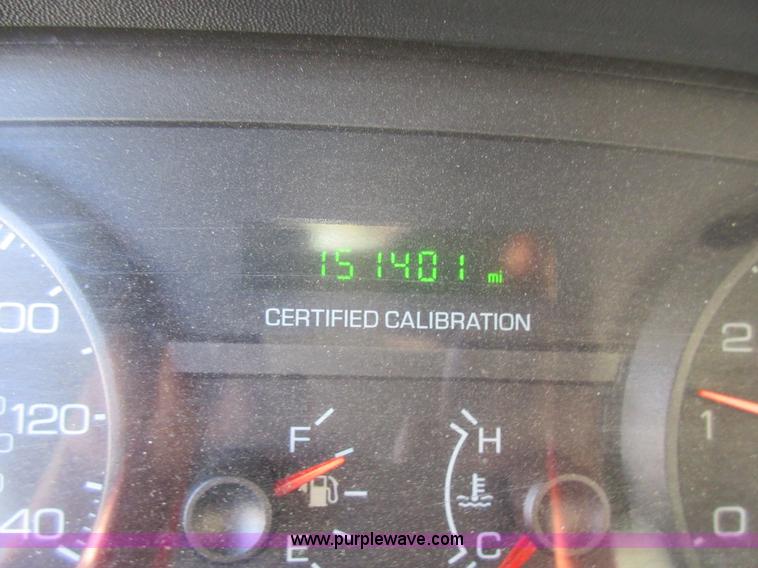 151401 mi
CERTIFIED CALIBRATION
00
120
40
F
E
H
C
2
1
0
www.purplewave.com